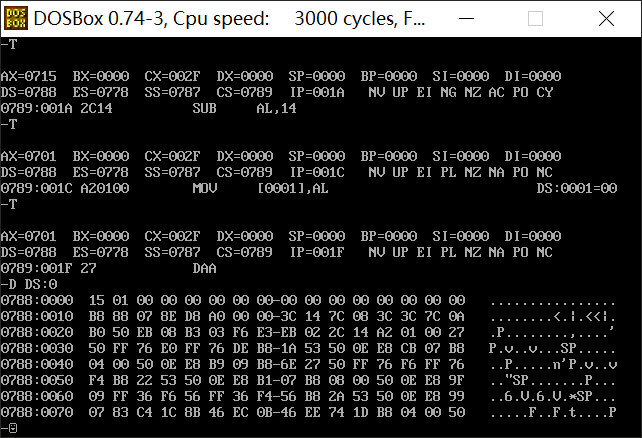 DOS
BOX
DOSBox 0.74-3, Cpu speed:    3000 cycles, F...
-T
AX=0715  BX=0000  CX=002F  DX=0000  SP=0000  BP=0000  SI=0000  DI=0000
DS=0788  ES=0778  SS=0787  CS=0789  IP=001A   NV UP EI NG NZ AC PO CY
0789:001A 2C14          SUB     AL,14
-T
AX=0701  BX=0000  CX=002F  DX=0000  SP=0000  BP=0000  SI=0000  DI=0000
DS=0788  ES=0778  SS=0787  CS=0789  IP=001C   NV UP EI PL NZ NA PO NC
0789:001C A20100        MOV     [0001],AL                          DS:0001=00
-T
AX=0701  BX=0000  CX=002F  DX=0000  SP=0000  BP=0000  SI=0000  DI=0000
DS=0788  ES=0778  SS=0787  CS=0789  IP=001F   NV UP EI PL NZ NA PO NC
0789:001F 27            DAA
-D DS:0
0788:0000  15 01 00 00 00 00 00 00-00 00 00 00 00 00 00 00   ................
0788:0010  B8 88 07 8E D8 A0 00 00-3C 14 7C 08 3C 3C 7C 0A   ........<.|.<<|.
0788:0020  B0 50 EB 08 B3 03 F6 E3-EB 02 2C 14 A2 01 00 27   .P........,....'
0788:0030  50 FF 76 E0 FF 76 DE B8-1A 53 50 0E E8 CB 07 B8   P.v..v...SP.....
0788:0040  04 00 50 0E E8 B9 09 B8-6E 27 50 FF 76 F6 FF 76   ..P.....n'P.v..v
0788:0050  F4 B8 22 53 50 0E E8 B1-07 B8 08 00 50 0E E8 9F   .."SP.......P...
0788:0060  09 FF 36 F6 56 FF 36 F4-56 B8 2A 53 50 0E E8 99   ..6.V.6.V.*SP...
0788:0070  07 83 C4 1C 8B 46 EC 0B-46 EE 74 1D B8 04 00 50   .....F..F.t....P
-